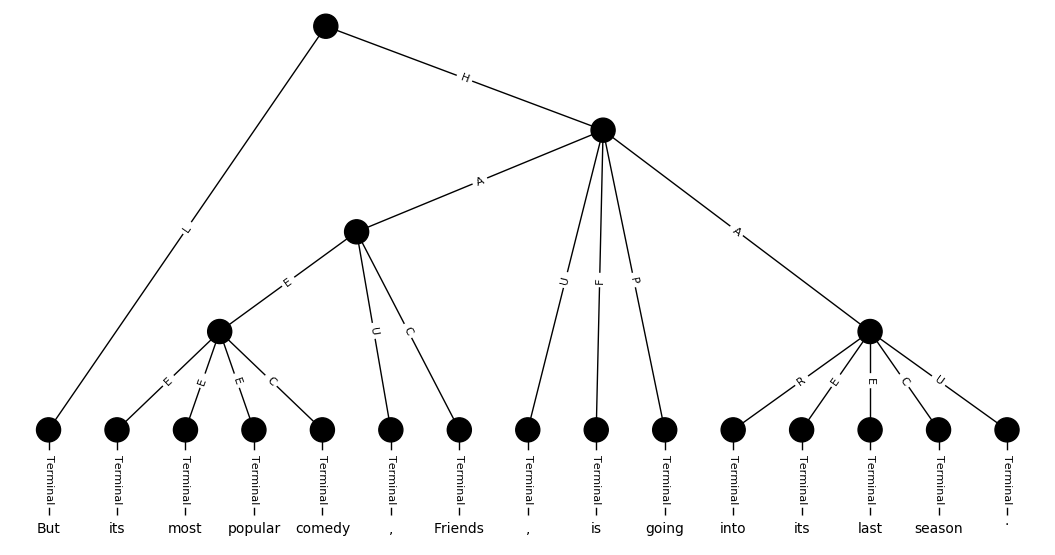 H
A
L
A
U
F
P
E
E
E
E
C
U
C
R
E
E
C
U
Terminal Terminal Terminal Terminal Terminal Terminal Terminal Terminal Terminal Terminal Terminal Terminal Terminal Terminal Terminal
But its most popular comedy , Friends , is going into its last season .